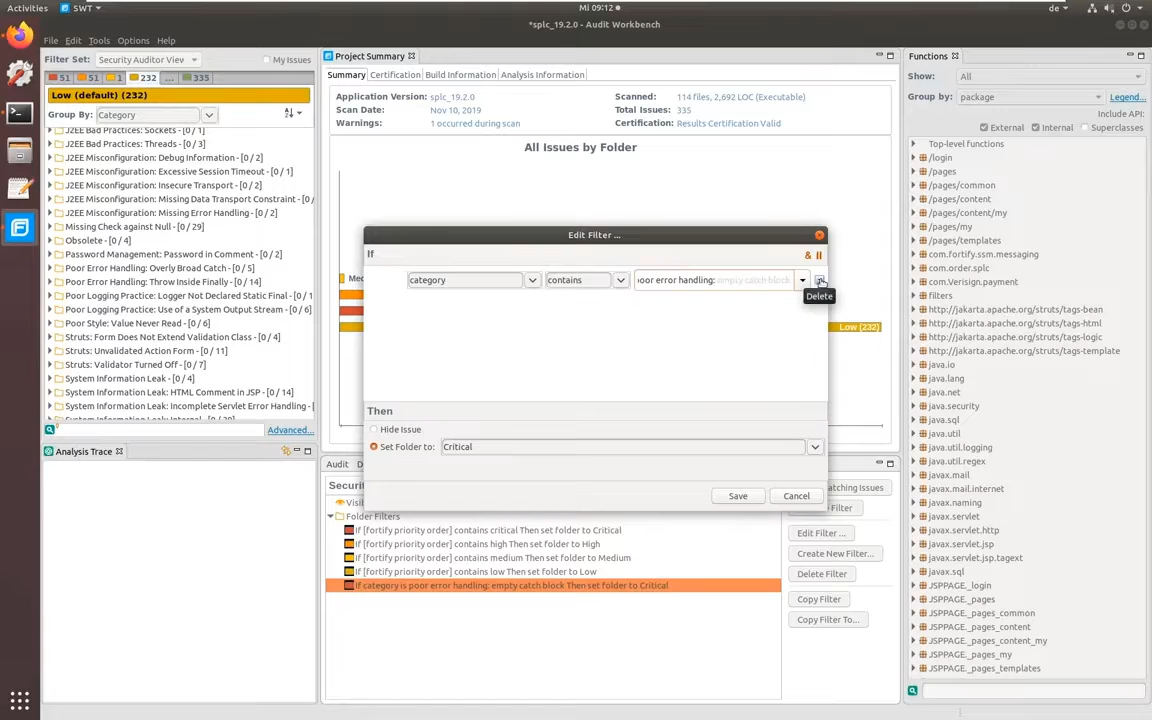 Activities
SWT
Mi 09:12
de
*splc_19.2.0 - Audit Workbench
File Edit Tools Options Help
Filter Set: Security Auditor View My Issues
51 51 1 232 ... 335
Low (default) (232)
Group By: Category
J2EE Bad Practices: Sockets - [0 / 1]
J2EE Bad Practices: Threads - [0 / 3]
J2EE Misconfiguration: Debug Information - [0 / 2]
J2EE Misconfiguration: Excessive Session Timeout - [0 / 1]
J2EE Misconfiguration: Insecure Transport - [0 / 2]
J2EE Misconfiguration: Missing Data Transport Constraint - [0 /
J2EE Misconfiguration: Missing Error Handling - [0 / 2]
Missing Check against Null - [0 / 29]
Obsolete - [0 / 4]
Password Management: Password in Comment - [0 / 2]
Poor Error Handling: Overly Broad Catch - [0 / 5]
Poor Error Handling: Throw Inside Finally - [0 / 14]
Poor Logging Practice: Logger Not Declared Static Final - [0 /
Poor Logging Practice: Use of a System Output Stream - [0 / 6]
Poor Style: Value Never Read - [0 / 6]
Struts: Form Does Not Extend Validation Class - [0 / 4]
Struts: Unvalidated Action Form - [0 / 11]
Struts: Validator Turned Off - [0 / 7]
System Information Leak - [0 / 4]
System Information Leak: HTML Comment in JSP - [0 / 14]
System Information Leak: Incomplete Servlet Error Handling -
Advanced...
Analysis Trace
Project Summary
Summary Certification Build Information Analysis Information
Application Version: splc_19.2.0
Scan Date: Nov 10, 2019
Warnings: 1 occurred during scan
Scanned: 114 files, 2,692 LOC (Executable)
Total Issues: 335
Certification: Results Certification Valid
All Issues by Folder
Med
Low (232)
Edit Filter ...
If
category contains poor error handling: empty catch block
Delete
Then
Hide Issue
Set Folder to: Critical
Save Cancel
Audit
Folder Filters
If [fortify priority order] contains critical Then set folder to Critical
If [fortify priority order] contains high Then set folder to High
If [fortify priority order] contains medium Then set folder to Medium
If [fortify priority order] contains low Then set folder to Low
If category is poor error handling: empty catch block Then set folder to Critical
Edit Filter ...
Create New Filter...
Delete Filter
Copy Filter
Copy Filter To...
Functions
Show: All
Group by: package Legend...
Include API:
External Internal Superclasses
Top-level functions
/login
/pages
/pages/common
/pages/content
/pages/content/my
/pages/my
/pages/templates
com.fortify.ssm.messaging
com.order.splc
com.Verisign.payment
filters
http://jakarta.apache.org/struts/tags-bean
http://jakarta.apache.org/struts/tags-html
http://jakarta.apache.org/struts/tags-logic
http://jakarta.apache.org/struts/tags-template
java.io
java.lang
java.net
java.security
java.sql
java.util
java.util.logging
java.util.regex
javax.mail
javax.mail.internet
javax.naming
javax.servlet
javax.servlet.http
javax.servlet.jsp
javax.servlet.jsp.tagext
javax.sql
JSPPAGE._login
JSPPAGE._pages
JSPPAGE._pages_common
JSPPAGE._pages_content
JSPPAGE._pages_content_my
JSPPAGE._pages_my
JSPPAGE._pages_templates